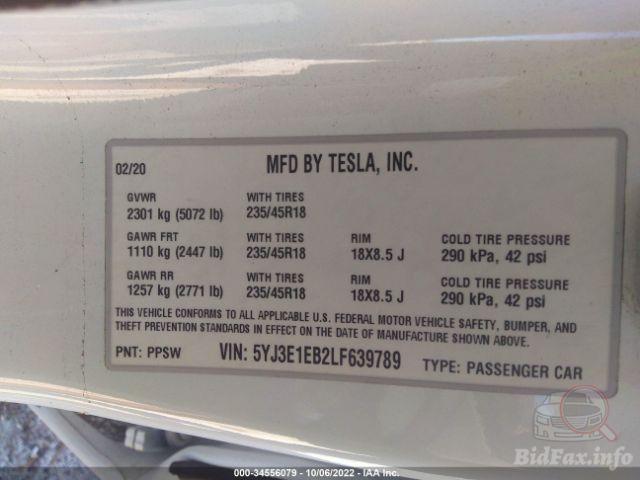 02/20 MFD BY TESLA, INC.
GVWR WITH TIRES
2301 kg (5072 lb) 235/45R18
GAWR FRT WITH TIRES RIM COLD TIRE PRESSURE
1110 kg (2447 lb) 235/45R18 18X8.5 J 290 kPa, 42 psi
GAWR RR WITH TIRES RIM COLD TIRE PRESSURE
1257 kg (2771 lb) 235/45R18 18X8.5 J 290 kPa, 42 psi
THIS VEHICLE CONFORMS TO ALL APPLICABLE U.S. FEDERAL MOTOR VEHICLE SAFETY, BUMPER, AND
THEFT PREVENTION STANDARDS IN EFFECT ON THE DATE OF MANUFACTURE SHOWN ABOVE.
PNT: PPSW VIN: 5YJ3E1EB2LF639789 TYPE: PASSENGER CAR
BidFax.info
000-34556079 - 10/06/2022 - IAA Inc.